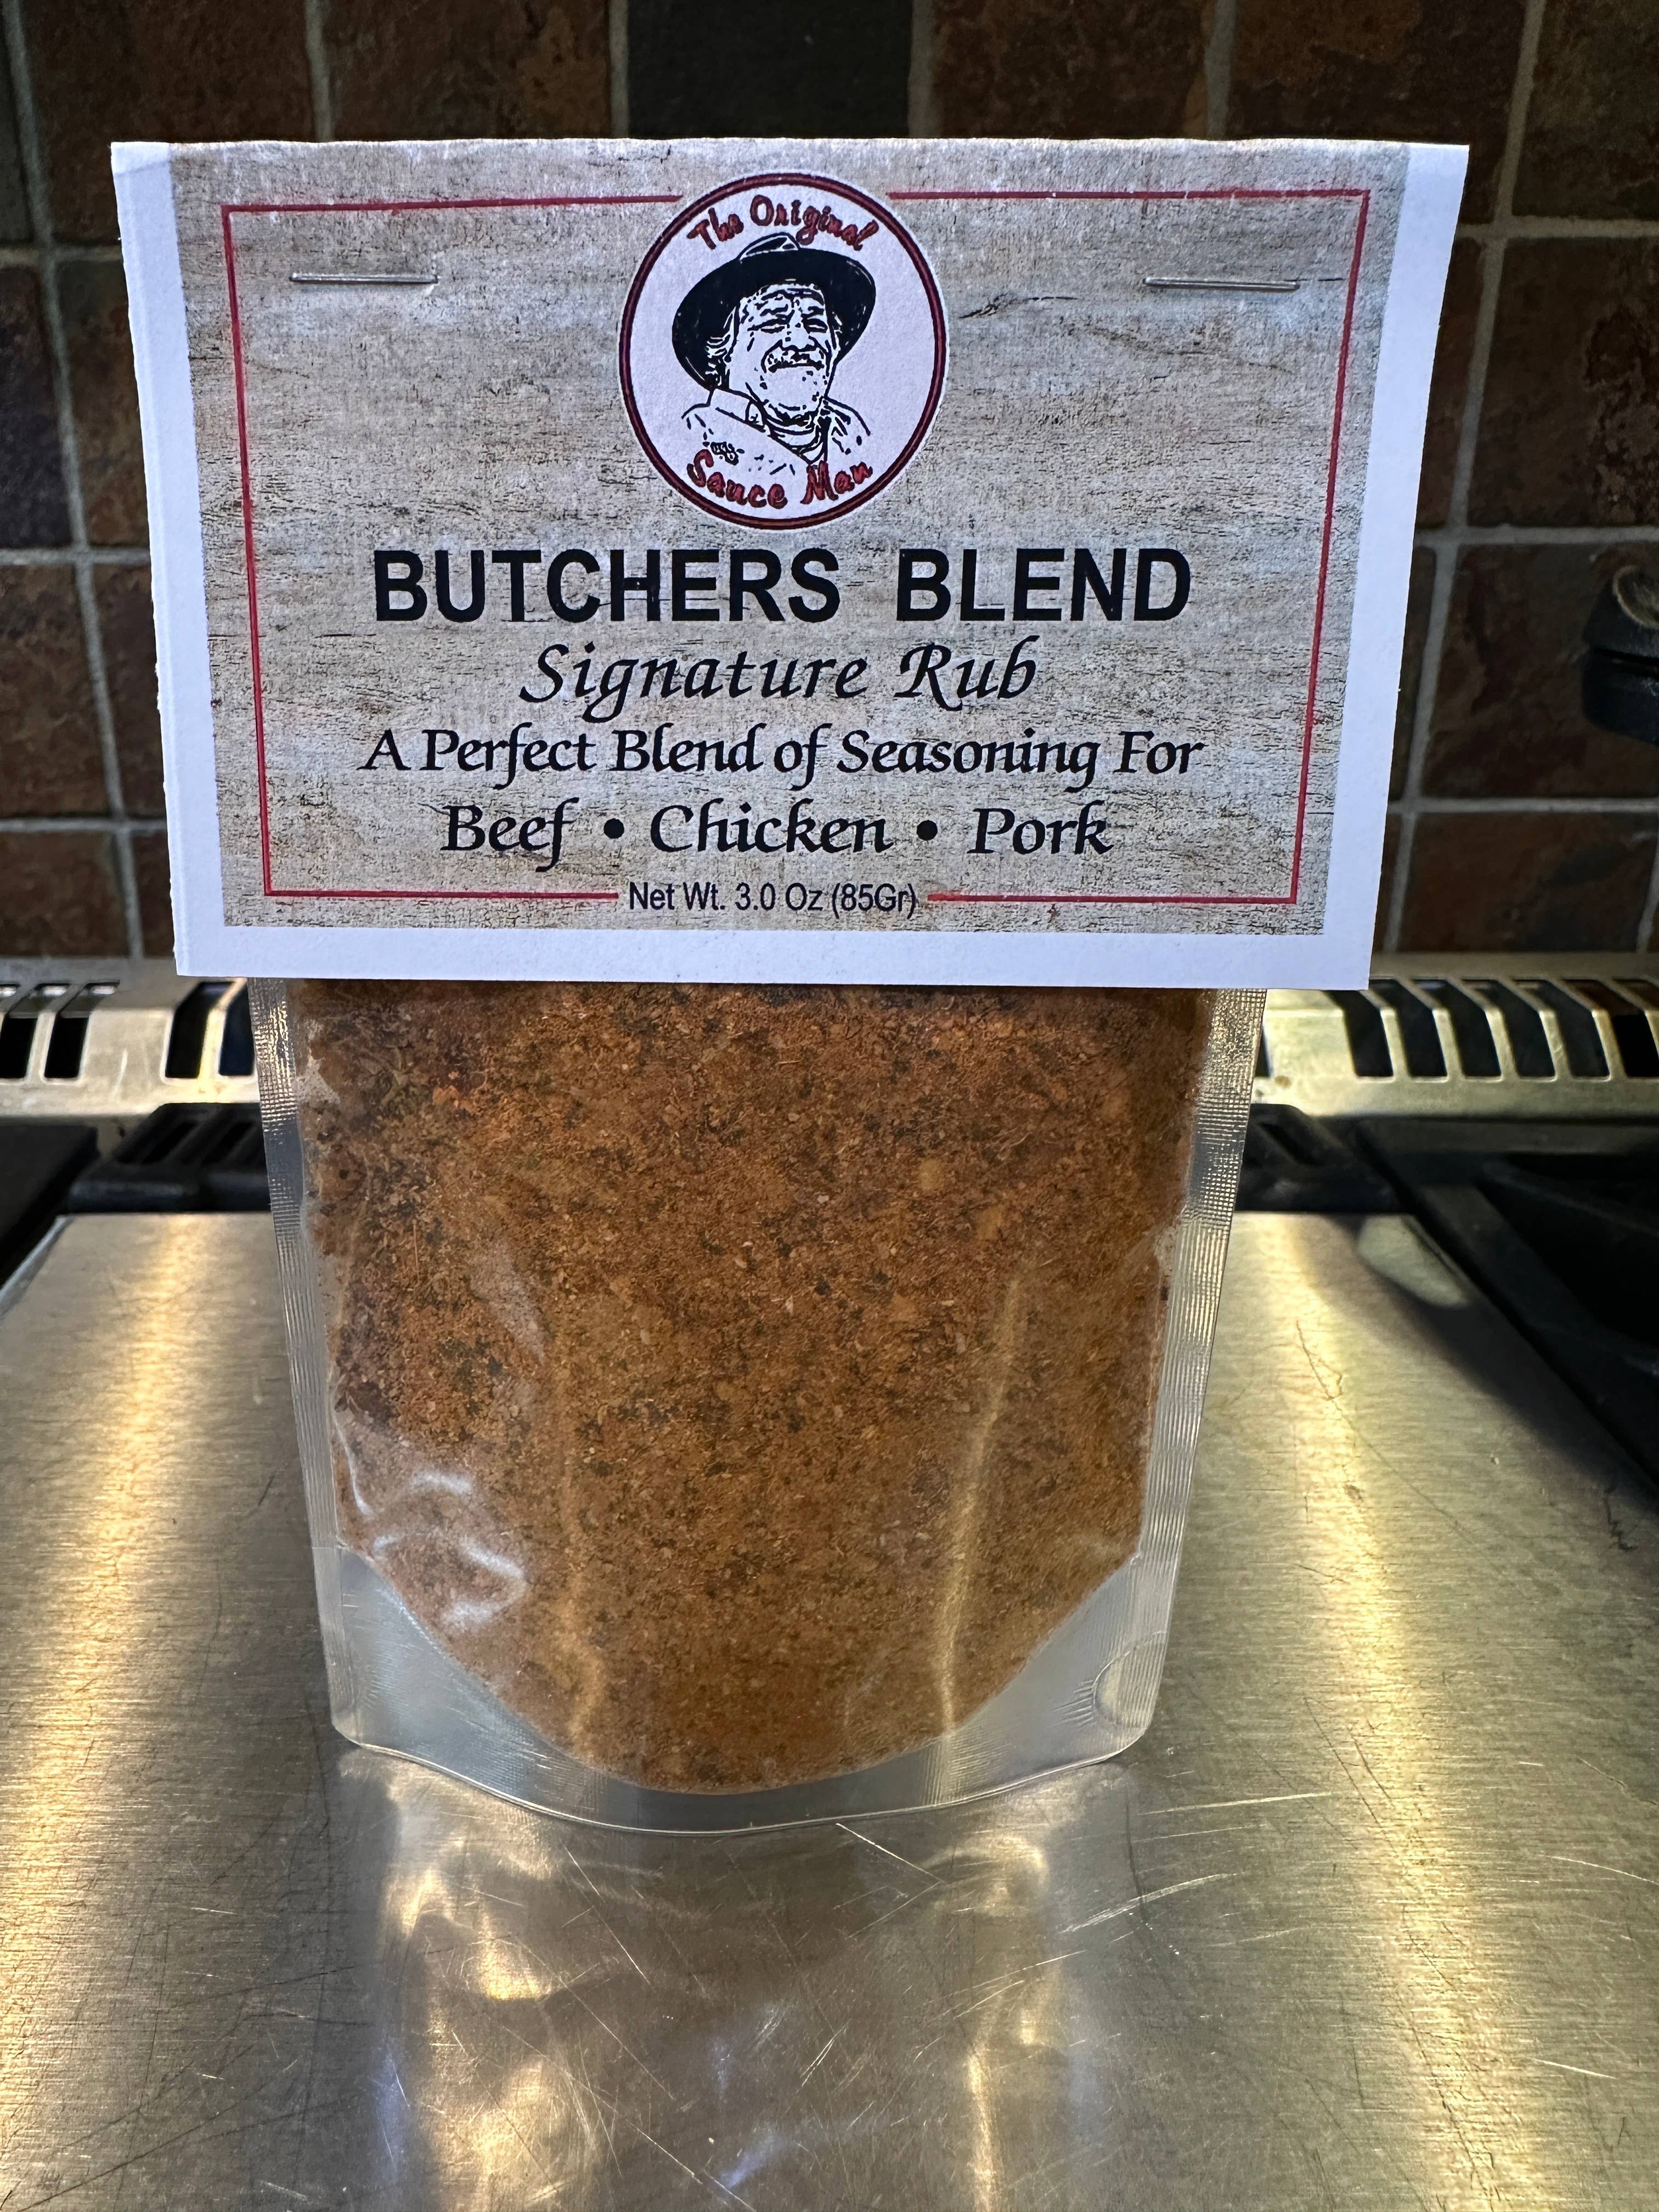 The Original
Sauce Man
BUTCHERS BLEND
Signature Rub
A Perfect Blend of Seasoning For
Beef • Chicken • Pork
Net Wt. 3.0 Oz (85Gr)